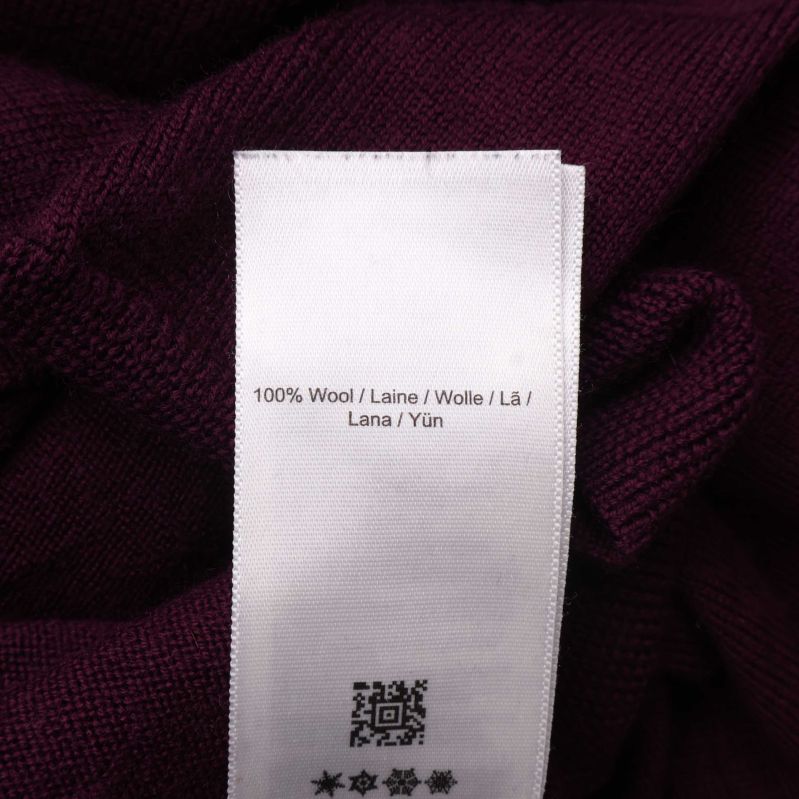 100% Wool / Laine / Wolle / Lã /
Lana / Yün